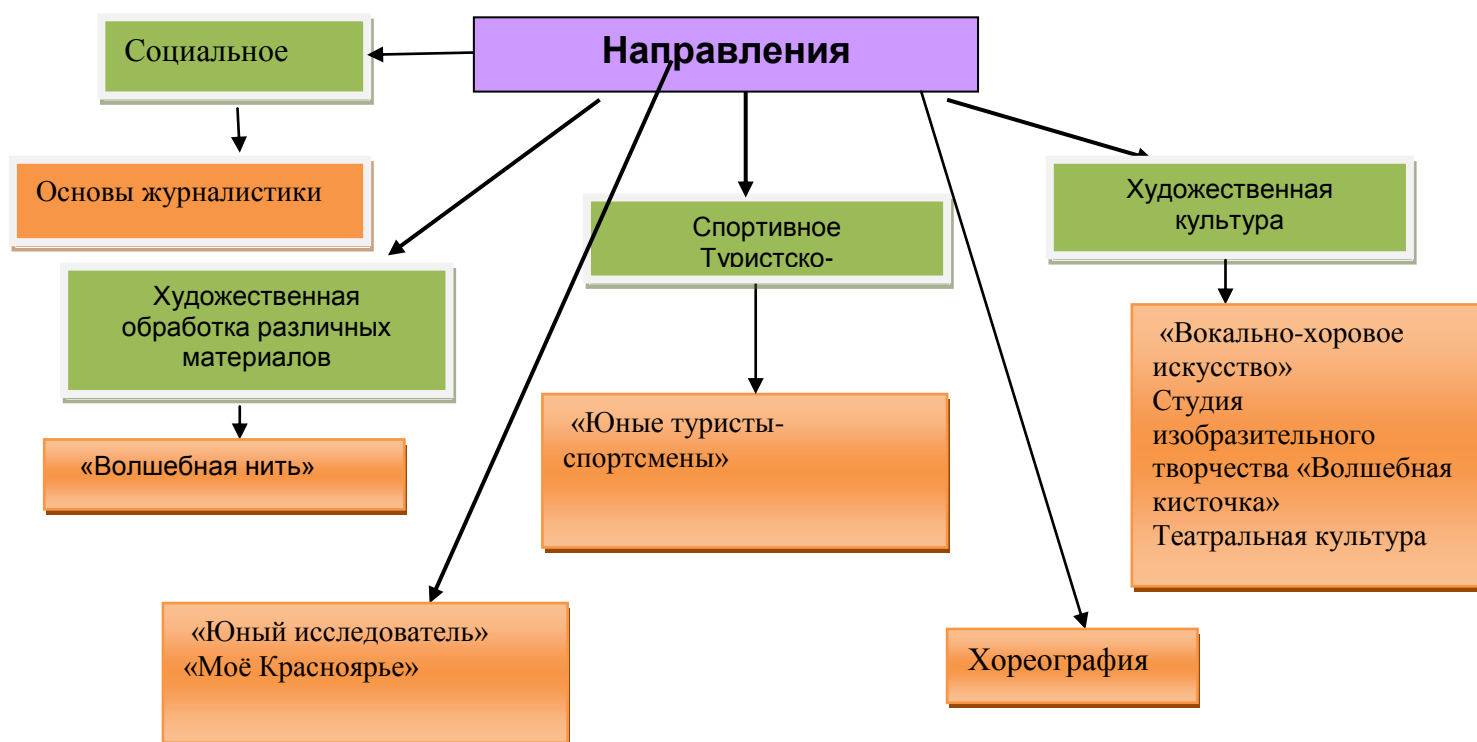 Направления
Социальное
Основы журналистики
Художественная
обработка различных
материалов
«Волшебная нить»
Спортивное
Туристско-
«Юные туристы-
спортсмены»
Художественная
культура
«Вокально-хоровое
искусство»
Студия
изобразительного
творчества «Волшебная
кисточка»
Театральная культура
«Юный исследователь»
«Моё Красноярье»
Хореография